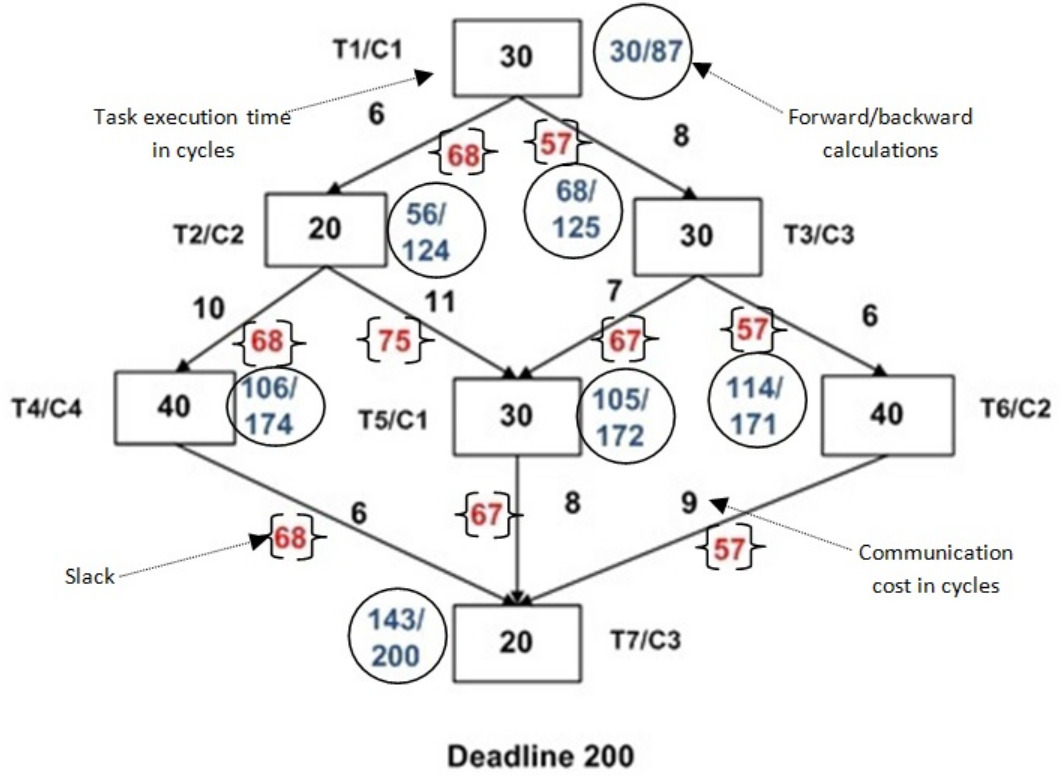 T1/C1
30
30/87
Task execution time
in cycles
Forward/backward
calculations
6
{68}
{57}
8
T2/C2
20
56/
124
68/
125
30
T3/C3
10
{68}
11
{75}
7
{67}
{57}
6
T4/C4
40
106/
174
T5/C1
30
105/
172
114/
171
40
T6/C2
6
{68}
{67}
8
9
{57}
Slack
Communication
cost in cycles
143/
200
20
T7/C3
Deadline 200